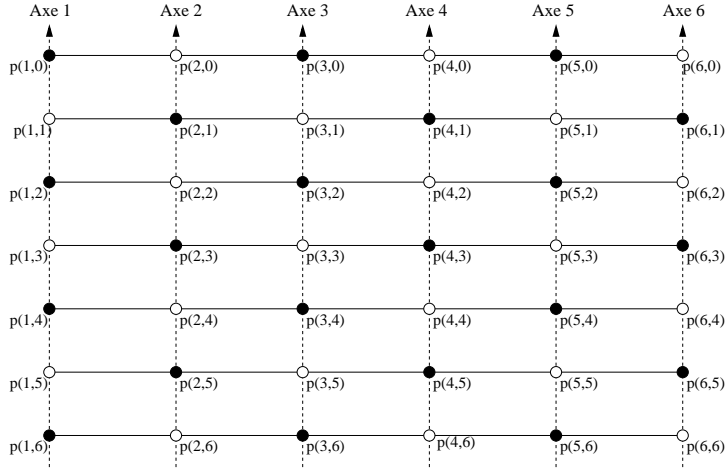 Axe 1 Axe 2 Axe 3 Axe 4 Axe 5 Axe 6
p(1,0) p(2,0) p(3,0) p(4,0) p(5,0) p(6,0)
p(1,1) p(2,1) p(3,1) p(4,1) p(5,1) p(6,1)
p(1,2) p(2,2) p(3,2) p(4,2) p(5,2) p(6,2)
p(1,3) p(2,3) p(3,3) p(4,3) p(5,3) p(6,3)
p(1,4) p(2,4) p(3,4) p(4,4) p(5,4) p(6,4)
p(1,5) p(2,5) p(3,5) p(4,5) p(5,5) p(6,5)
p(1,6) p(2,6) p(3,6) p(4,6) p(5,6) p(6,6)